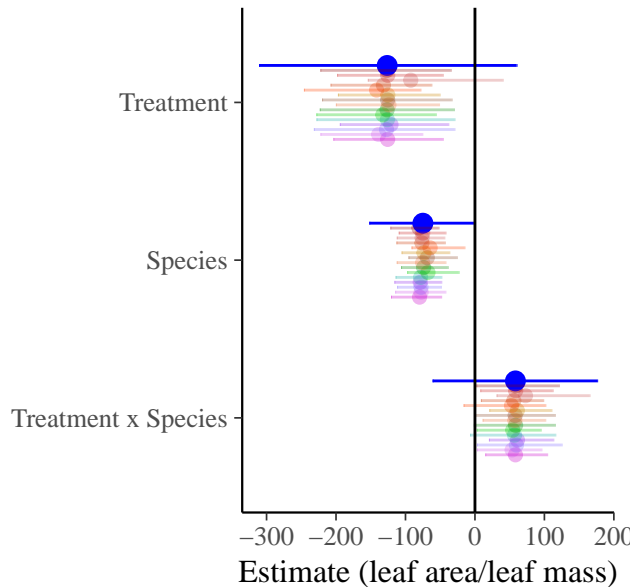 Treatment
Species
Treatment x Species
−300 −200 −100 0 100 200
Estimate (leaf area/leaf mass)